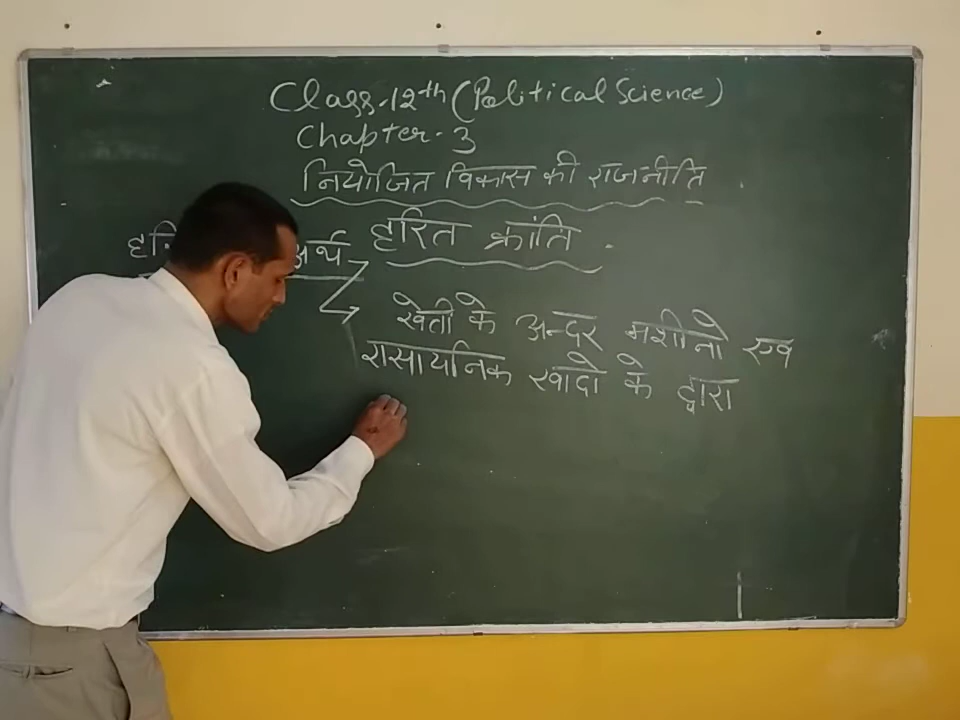 Class-12th (Political Science)
Chapter-3
नियोजित विकास की राजनीति
हरित क्रांति
अर्थ
खेती के अन्दर मशीनो एव
रासायनिक खादो के द्वारा